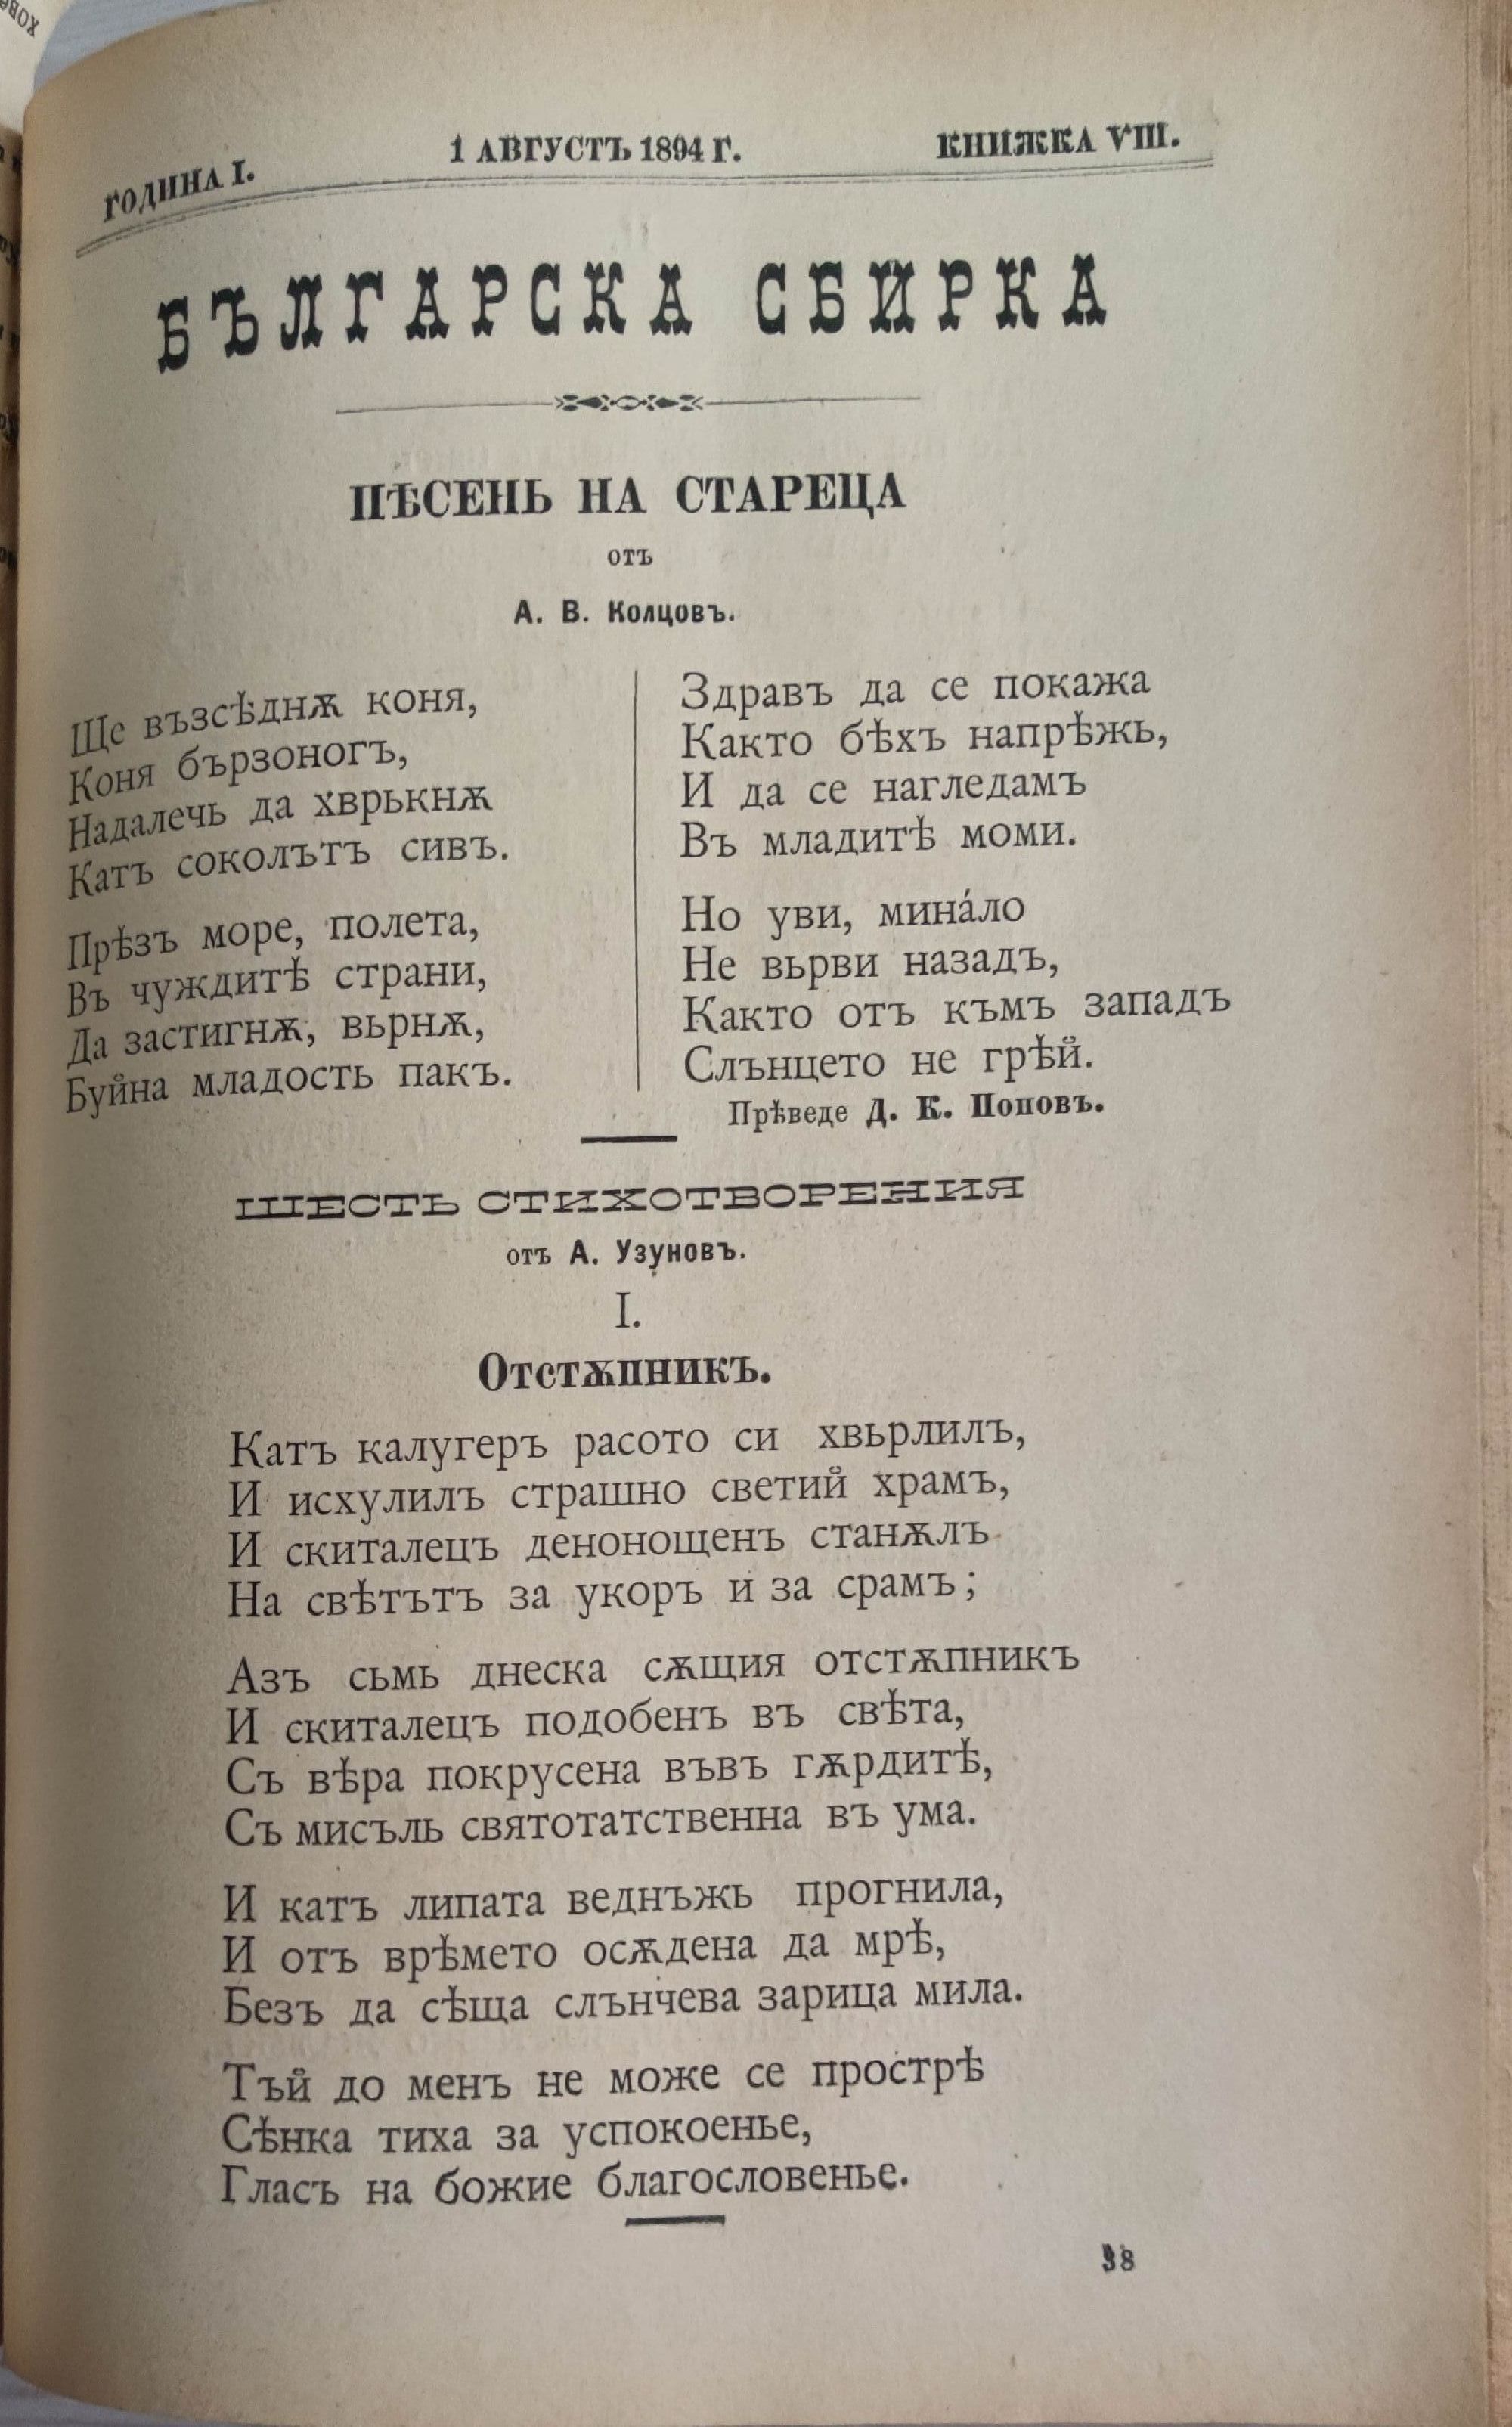 ГОДИНА I. 1 АВГУСТЪ 1894 Г. КНИЖКА VIII.
БЪЛГАРСКА СБИРКА
ПѢСЕНЬ НА СТАРЕЦА
отъ
А. В. Колцовъ.
Ще възсѣднѫ коня,
Коня бързоногъ,
Надалечь да хврькнѫ
Катъ соколътъ сивъ.
Прѣзъ море, полета,
Въ чуждитѣ страни,
Да застигнѫ, вьрнѫ,
Буйна младость пакъ.
Здравъ да се покажа
Както бѣхъ напрѣжь,
И да се нагледамъ
Въ младитѣ моми.
Но уви, мина́ло
Не вьрви назадъ,
Както отъ къмъ западъ
Слънцето не грѣй.
Прѣведе Д. К. Поповъ.
ШЕСТЬ СТИХОТВОРЕНИЯ
отъ А. Узуновъ.
I.
Отстѫпникъ.
Катъ калугеръ расото си хвьрлилъ,
И исхулилъ страшно светий храмъ,
И скиталецъ денонощенъ станѫлъ
На свѣтътъ за укоръ и за срамъ;
Азъ сьмь днеска сѫщия отстѫпникъ
И скиталецъ подобенъ въ свѣта,
Съ вѣра покрусена въвъ гѫрдитѣ,
Съ мисъль святотатственна въ ума.
И катъ липата веднъжь прогнила,
И отъ врѣмето осѫдена да мрѣ,
Безъ да сѣща слънчева зарица мила.
Тъй до менъ не може се прострѣ
Сѣнка тиха за успокоенье,
Гласъ на божие благословенье.
38